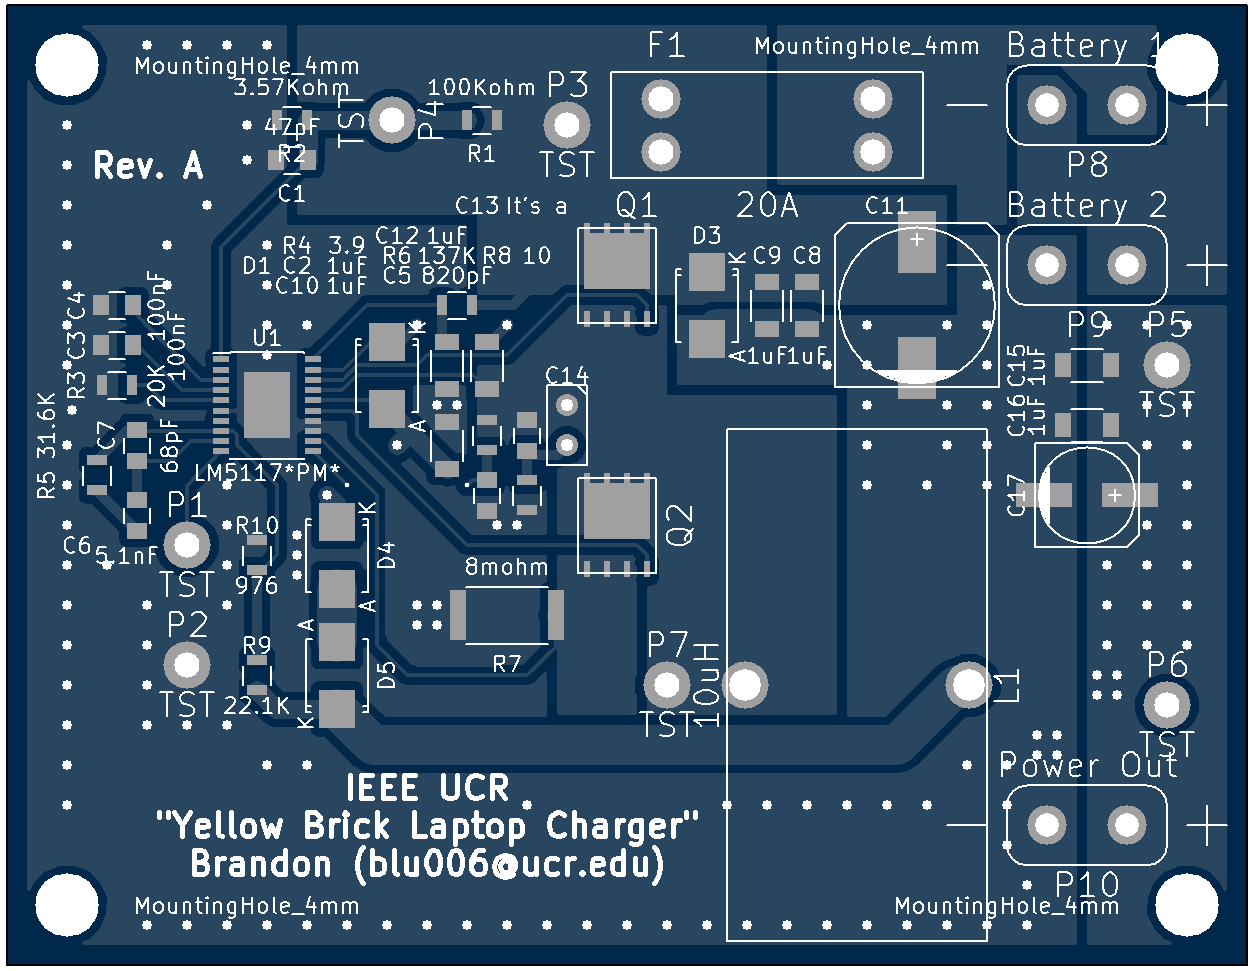 MountingHole_4mm
3.57Kohm
47pF
R2
C1
TST
P4
100Kohm
R1
P3
TST
F1
MountingHole_4mm
20A
Battery 1
— +
P8
Rev. A
C13 It's a
Q1
C11
+
Battery 2
— +
P9
R4 3.9
D1 C2 1uF
C10 1uF
C12 1uF
R6 137K R8 10
C5 820pF
D3
K
A
C9 C8
1uF 1uF
P5
TST
C4 100nF
C3 100nF
R3 20K
U1
LM5117*PM*
K
A
C14
C15 1uF
C16 1uF
C17
+
R5 31.6K
C7
68pF
C6
5.1nF
P1
TST
R10
976
K
D4
A
Q2
8mohm
R7
P2
TST
R9
22.1K
A
D5
K
P7
TST
10uH
L1
P6
TST
Power Out
— +
P10
IEEE UCR
"Yellow Brick Laptop Charger"
Brandon (blu006@ucr.edu)
MountingHole_4mm
MountingHole_4mm